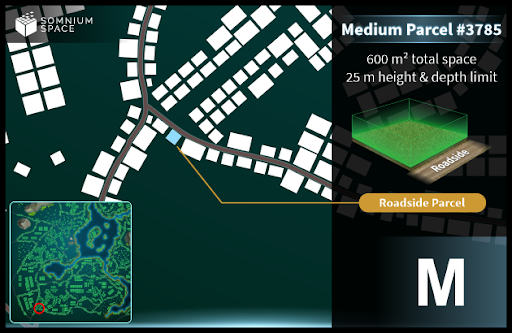 SOMNIUM
SPACE
Medium Parcel #3785
600 m² total space
25 m height & depth limit
Roadside
Roadside Parcel
M